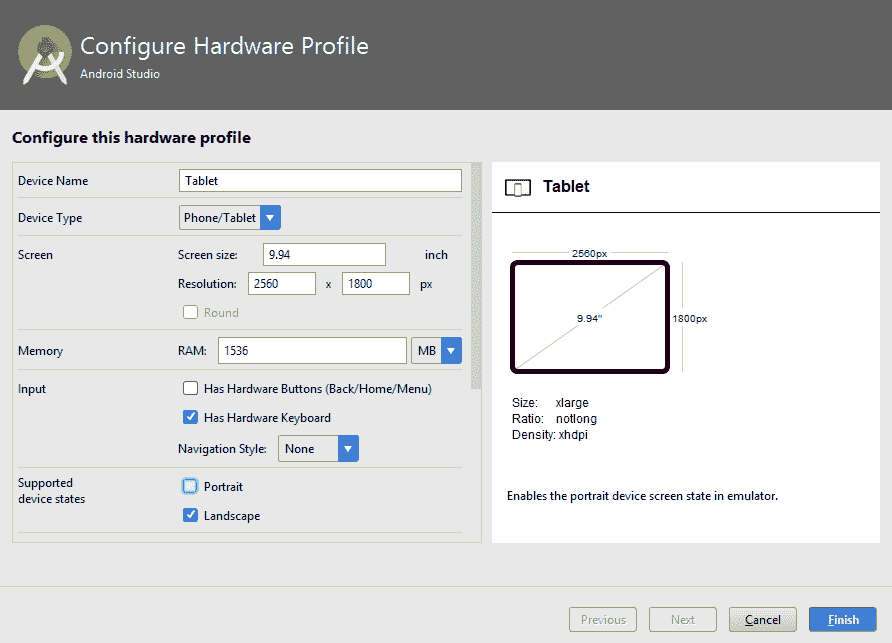 Configure Hardware Profile
Android Studio
Configure this hardware profile
Device Name Tablet
Device Type Phone/Tablet
Screen Screen size: 9.94 inch
Resolution: 2560 x 1800 px
Round
Memory RAM: 1536 MB
Input Has Hardware Buttons (Back/Home/Menu)
Has Hardware Keyboard
Navigation Style: None
Supported
device states
Portrait
Landscape
Tablet
2560px
9.94"
1800px
Size: xlarge
Ratio: notlong
Density: xhdpi
Enables the portrait device screen state in emulator.
Previous Next Cancel Finish